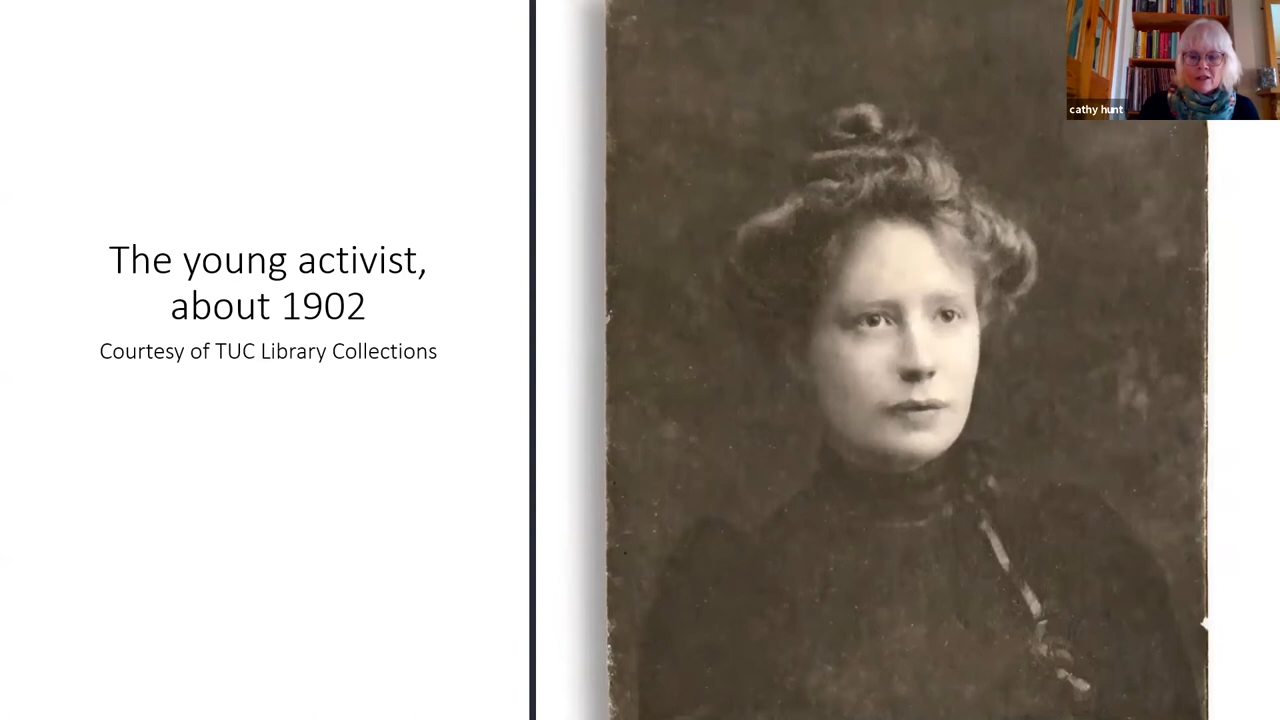 The young activist,
about 1902
Courtesy of TUC Library Collections
cathy hunt